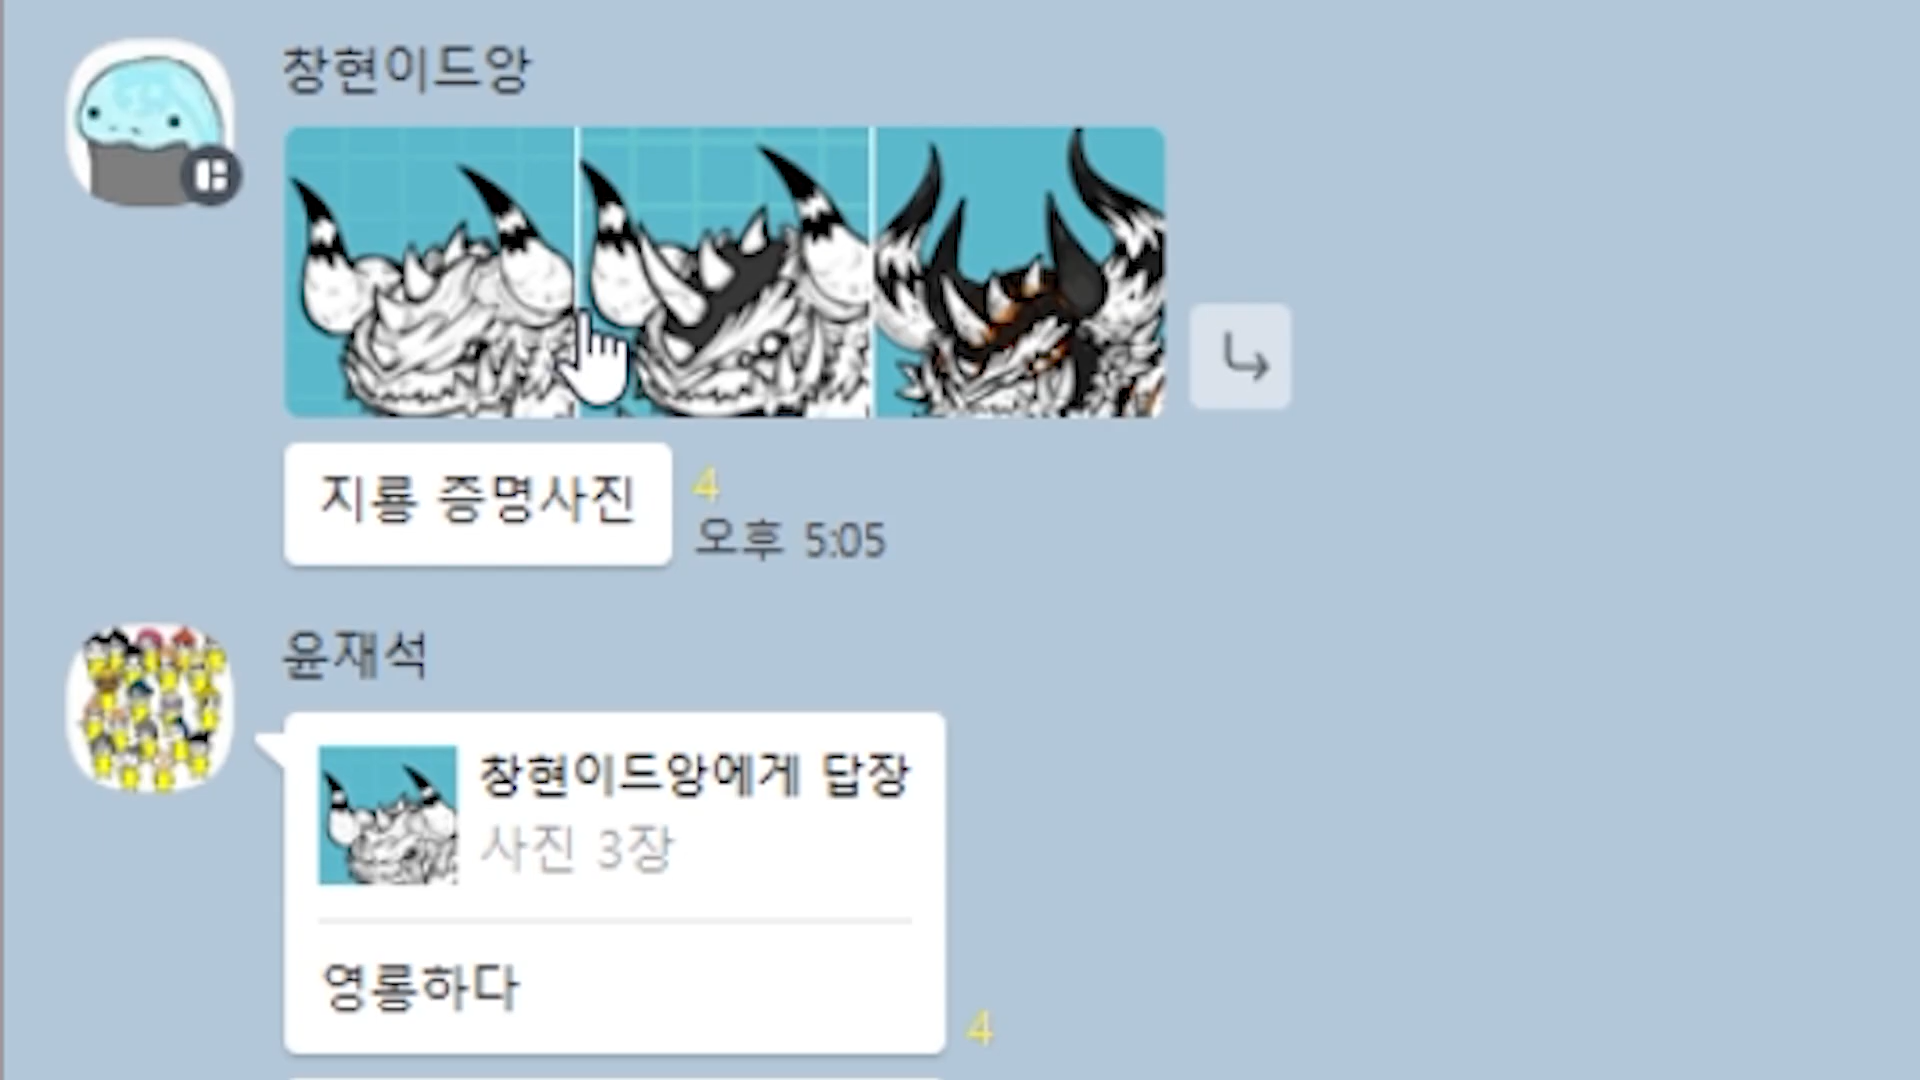 창현이드앙
지룡 증명사진
4
오후 5:05
윤재석
창현이드앙에게 답장
사진 3장
영롱하다
4